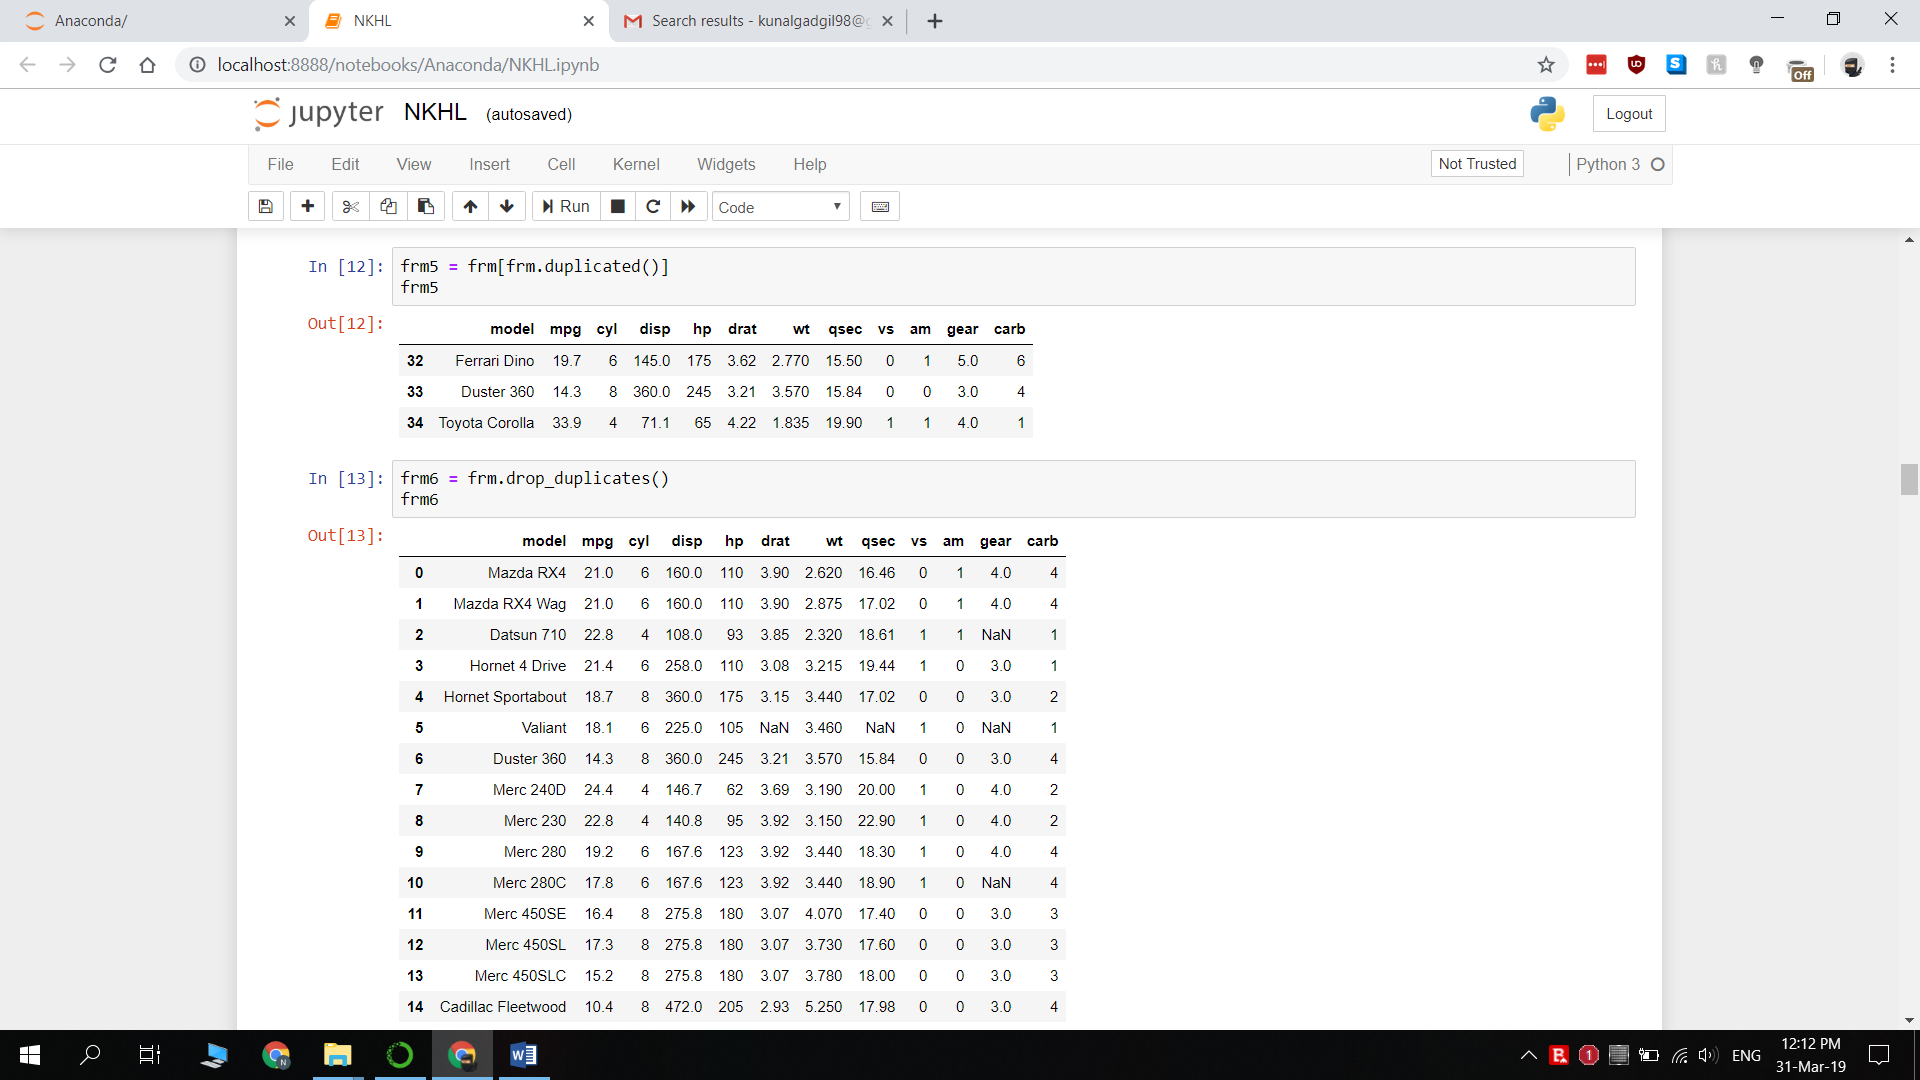 Anaconda/
NKHL
Search results - kunalgadgil98@g
localhost:8888/notebooks/Anaconda/NKHL.ipynb
Off
jupyter NKHL (autosaved)
Logout
File Edit View Insert Cell Kernel Widgets Help
Not Trusted
Python 3
Run
Code
In [12]: frm5 = frm[frm.duplicated()]
frm5
Out[12]:
model mpg cyl disp hp drat wt qsec vs am gear carb
32 Ferrari Dino 19.7 6 145.0 175 3.62 2.770 15.50 0 1 5.0 6
33 Duster 360 14.3 8 360.0 245 3.21 3.570 15.84 0 0 3.0 4
34 Toyota Corolla 33.9 4 71.1 65 4.22 1.835 19.90 1 1 4.0 1
In [13]: frm6 = frm.drop_duplicates()
frm6
Out[13]:
model mpg cyl disp hp drat wt qsec vs am gear carb
0 Mazda RX4 21.0 6 160.0 110 3.90 2.620 16.46 0 1 4.0 4
1 Mazda RX4 Wag 21.0 6 160.0 110 3.90 2.875 17.02 0 1 4.0 4
2 Datsun 710 22.8 4 108.0 93 3.85 2.320 18.61 1 1 NaN 1
3 Hornet 4 Drive 21.4 6 258.0 110 3.08 3.215 19.44 1 0 3.0 1
4 Hornet Sportabout 18.7 8 360.0 175 3.15 3.440 17.02 0 0 3.0 2
5 Valiant 18.1 6 225.0 105 NaN 3.460 NaN 1 0 NaN 1
6 Duster 360 14.3 8 360.0 245 3.21 3.570 15.84 0 0 3.0 4
7 Merc 240D 24.4 4 146.7 62 3.69 3.190 20.00 1 0 4.0 2
8 Merc 230 22.8 4 140.8 95 3.92 3.150 22.90 1 0 4.0 2
9 Merc 280 19.2 6 167.6 123 3.92 3.440 18.30 1 0 4.0 4
10 Merc 280C 17.8 6 167.6 123 3.92 3.440 18.90 1 0 NaN 4
11 Merc 450SE 16.4 8 275.8 180 3.07 4.070 17.40 0 0 3.0 3
12 Merc 450SL 17.3 8 275.8 180 3.07 3.730 17.60 0 0 3.0 3
13 Merc 450SLC 15.2 8 275.8 180 3.07 3.780 18.00 0 0 3.0 3
14 Cadillac Fleetwood 10.4 8 472.0 205 2.93 5.250 17.98 0 0 3.0 4
ENG
12:12 PM
31-Mar-19